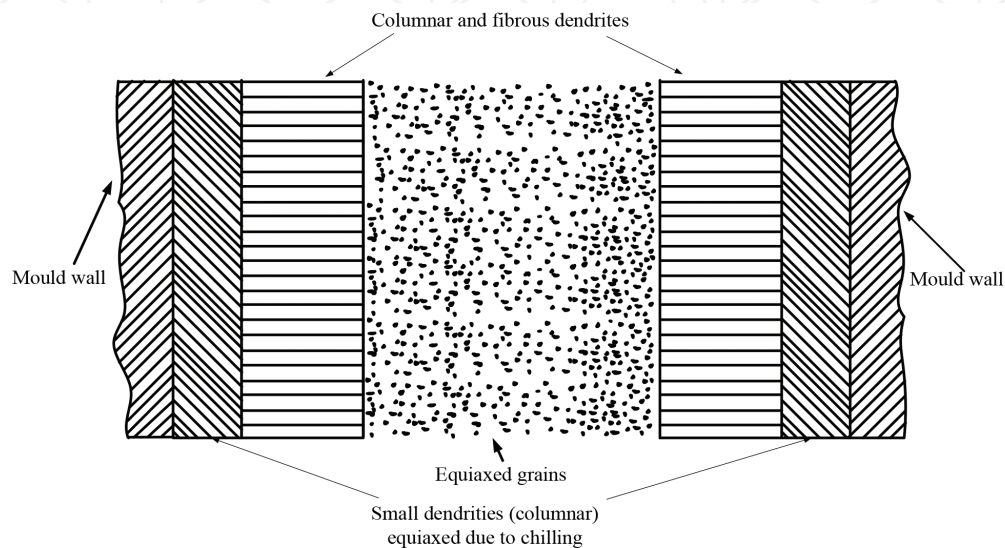 Columnar and fibrous dendrites
Mould wall
Mould wall
Equiaxed grains
Small dendrities (columnar)
equiaxed due to chilling